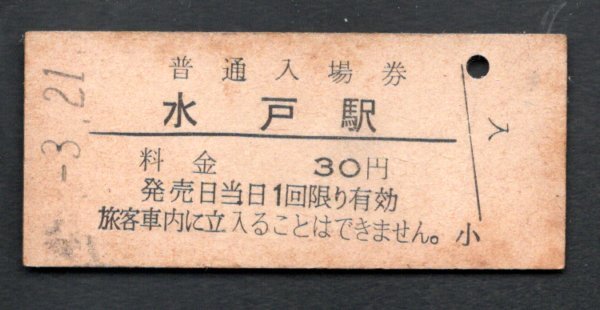 普通入場券
水戸駅
料金 30円
発売日当日1回限り有効
旅客車内に立入ることはできません。
小
入
-3.21